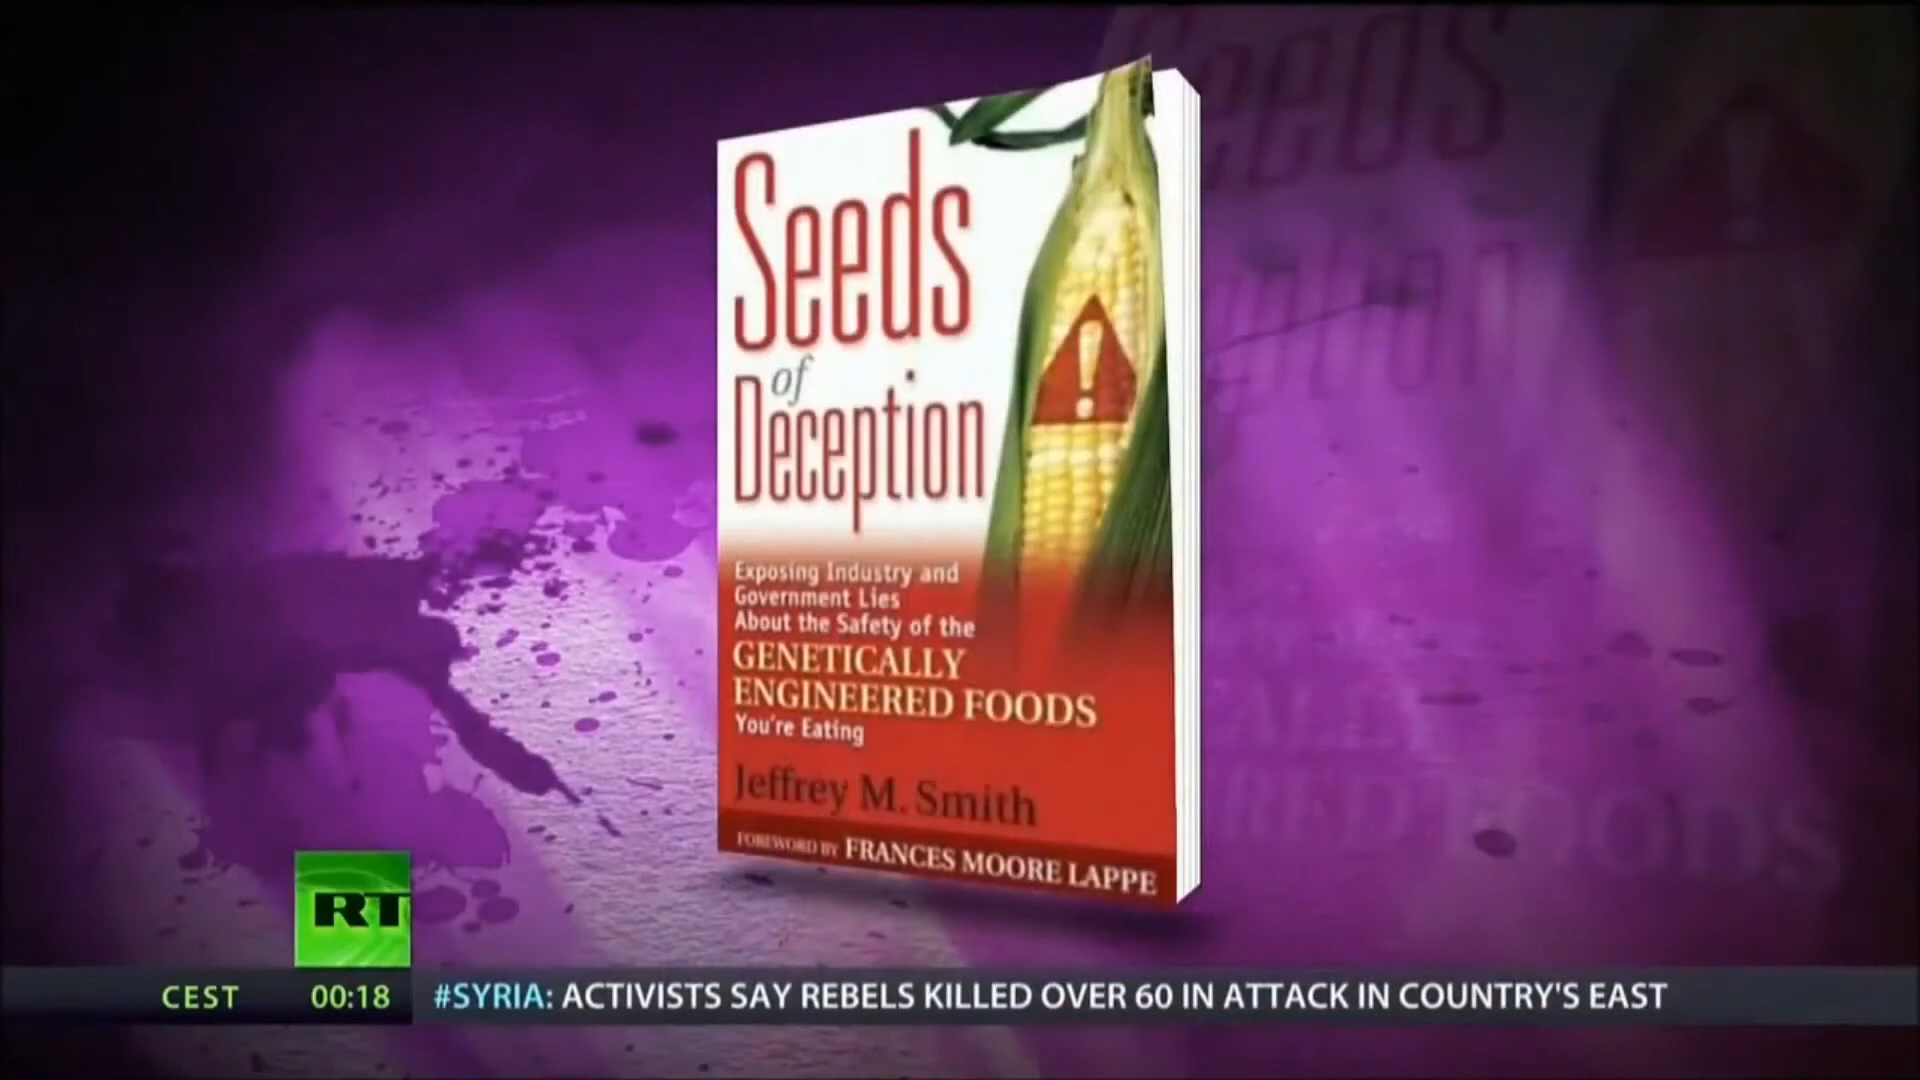 Seeds
of
Deception
Exposing Industry and
Government Lies
About the Safety of the
GENETICALLY
ENGINEERED FOODS
You're Eating
Jeffrey M. Smith
FOREWORD BY FRANCES MOORE LAPPE
RT
CEST 00:18 #SYRIA: ACTIVISTS SAY REBELS KILLED OVER 60 IN ATTACK IN COUNTRY'S EAST